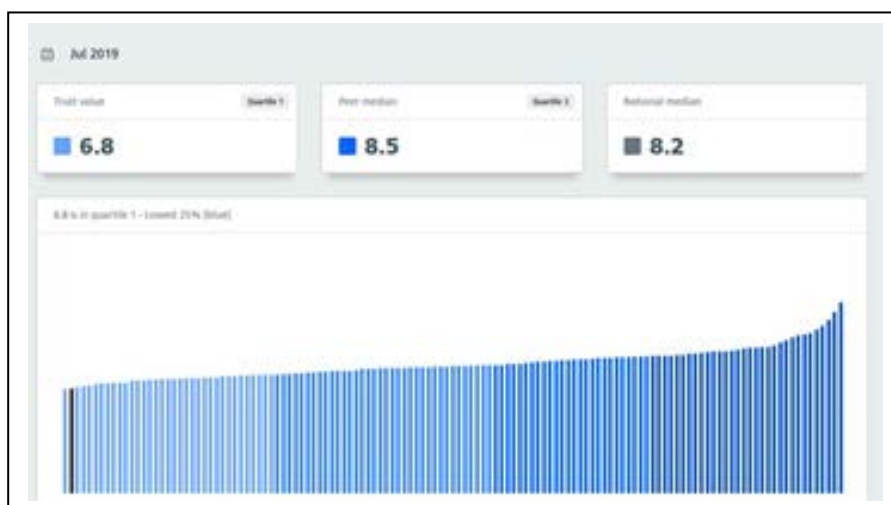 Jul 2019
Trust value
Quartile 1
Peer median
Quartile
National median
6.8
8.5
8.2
6.8 is in quartile 1 - Lowest 25% (blue)